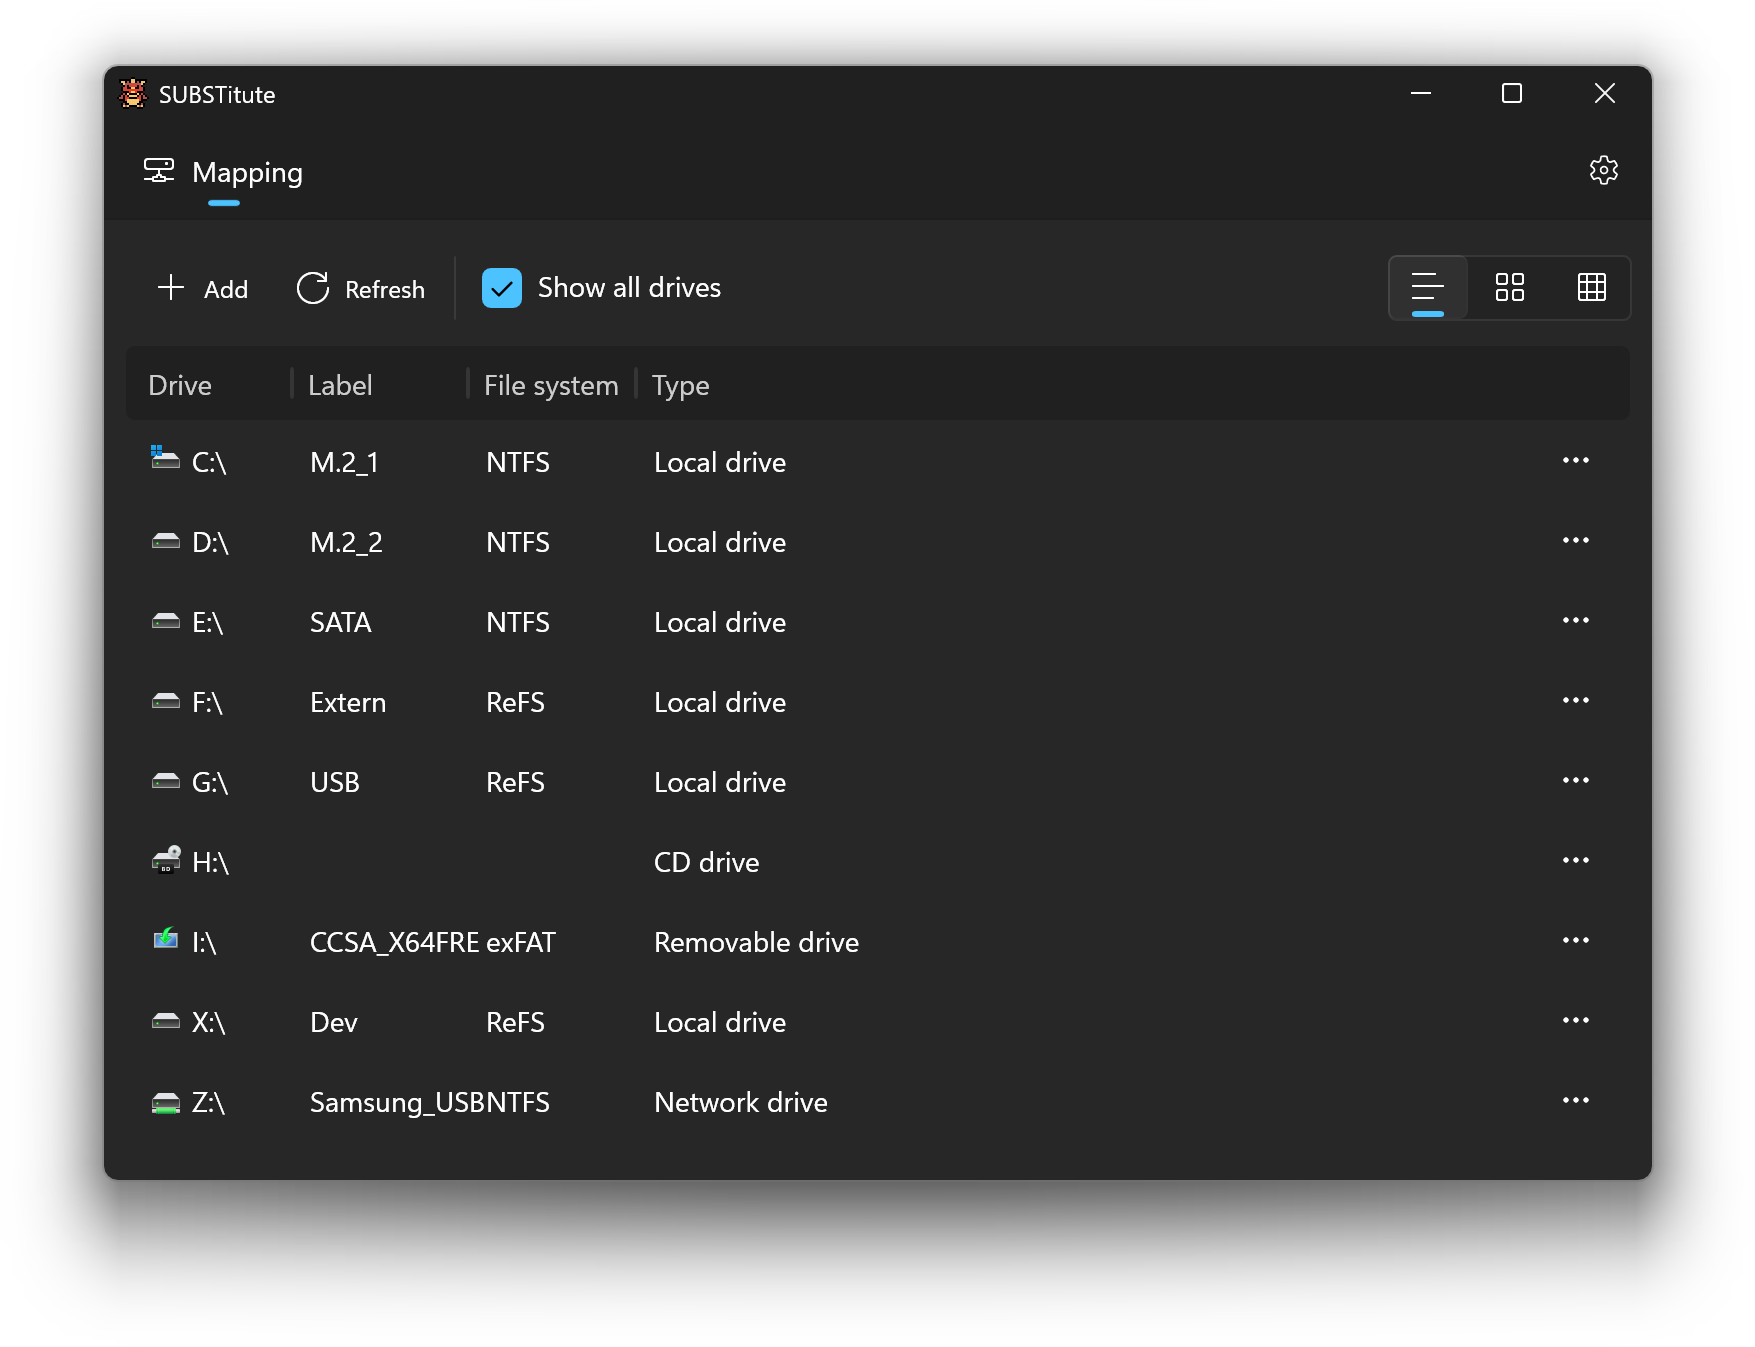 SUBSTitute
Mapping
Add Refresh Show all drives
Drive Label File system Type
C:\ M.2_1 NTFS Local drive
D:\ M.2_2 NTFS Local drive
E:\ SATA NTFS Local drive
F:\ Extern ReFS Local drive
G:\ USB ReFS Local drive
BD H:\ CD drive
I:\ CCSA_X64FRE exFAT Removable drive
X:\ Dev ReFS Local drive
Z:\ Samsung_USB NTFS Network drive